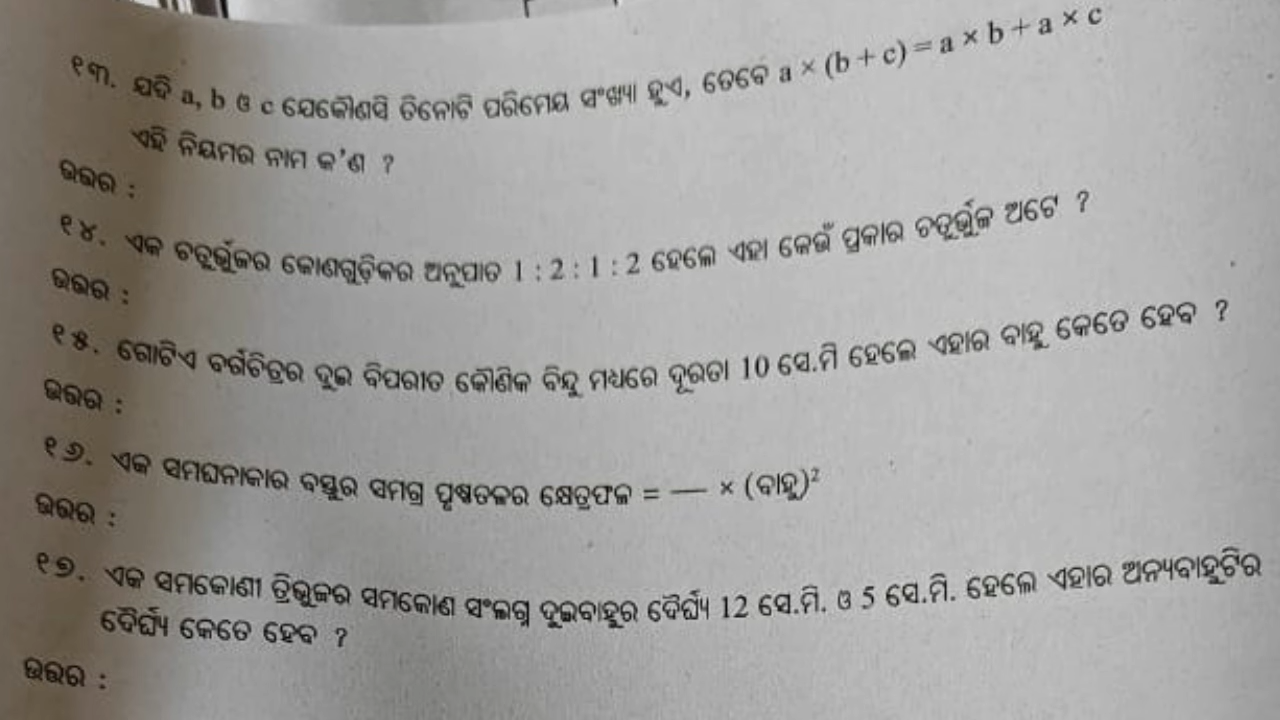 ୧୩. ଯଦି a, b ଓ c ଯେକୌଣସି ତିନୋଟି ପରିମେୟ ସଂଖ୍ୟା ହୁଏ, ତେବେ a × (b + c) = a × b + a × c
ଏହି ନିୟମର ନାମ କ'ଣ ?
ଉତ୍ତର :
୧୪. ଏକ ଚତୁର୍ଭୁଜର କୋଣଗୁଡ଼ିକର ଅନୁପାତ 1 : 2 : 1 : 2 ହେଲେ ଏହା କେଉଁ ପ୍ରକାର ଚତୁର୍ଭୁଜ ଅଟେ ?
ଉତ୍ତର :
୧୫. ଗୋଟିଏ ବର୍ଗଚିତ୍ରର ଦୁଇ ବିପରୀତ କୌଣିକ ବିନ୍ଦୁ ମଧ୍ୟରେ ଦୂରତା 10 ସେ.ମି ହେଲେ ଏହାର ବାହୁ କେତେ ହେବ ?
ଉତ୍ତର :
୧୬. ଏକ ସମଘନାକାର ବସ୍ତୁର ସମଗ୍ର ପୃଷ୍ଠତଳର କ୍ଷେତ୍ରଫଳ = — × (ବାହୁ)²
ଉତ୍ତର :
୧୭. ଏକ ସମକୋଣୀ ତ୍ରିଭୁଜର ସମକୋଣ ସଂଲଗ୍ନ ଦୁଇବାହୁର ଦୈର୍ଘ୍ୟ 12 ସେ.ମି. ଓ 5 ସେ.ମି. ହେଲେ ଏହାର ଅନ୍ୟବାହୁଟିର
ଦୈର୍ଘ୍ୟ କେତେ ହେବ ?
ଉତ୍ତର :